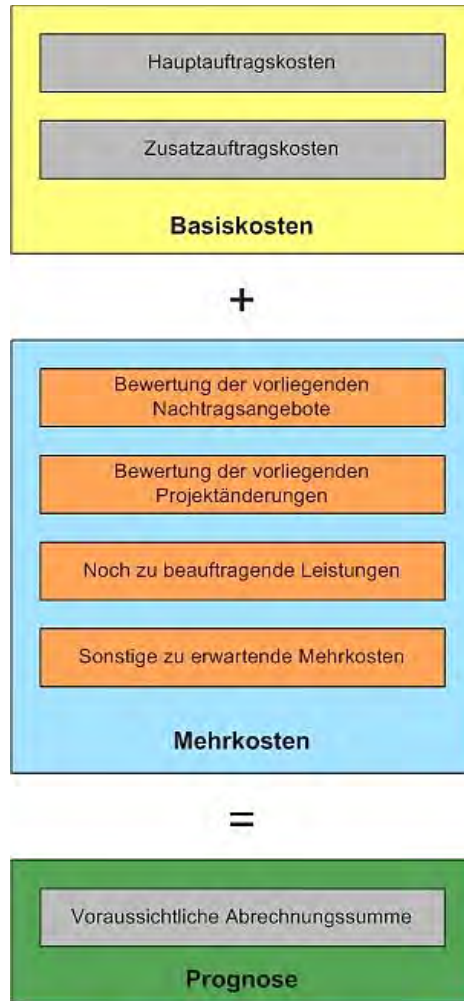 Hauptauftragskosten
Zusatzauftragskosten
Basiskosten
+
Bewertung der vorliegenden
Nachtragsangebote
Bewertung der vorliegenden
Projektänderungen
Noch zu beauftragende Leistungen
Sonstige zu erwartende Mehrkosten
Mehrkosten
=
Voraussichtliche Abrechnungssumme
Prognose